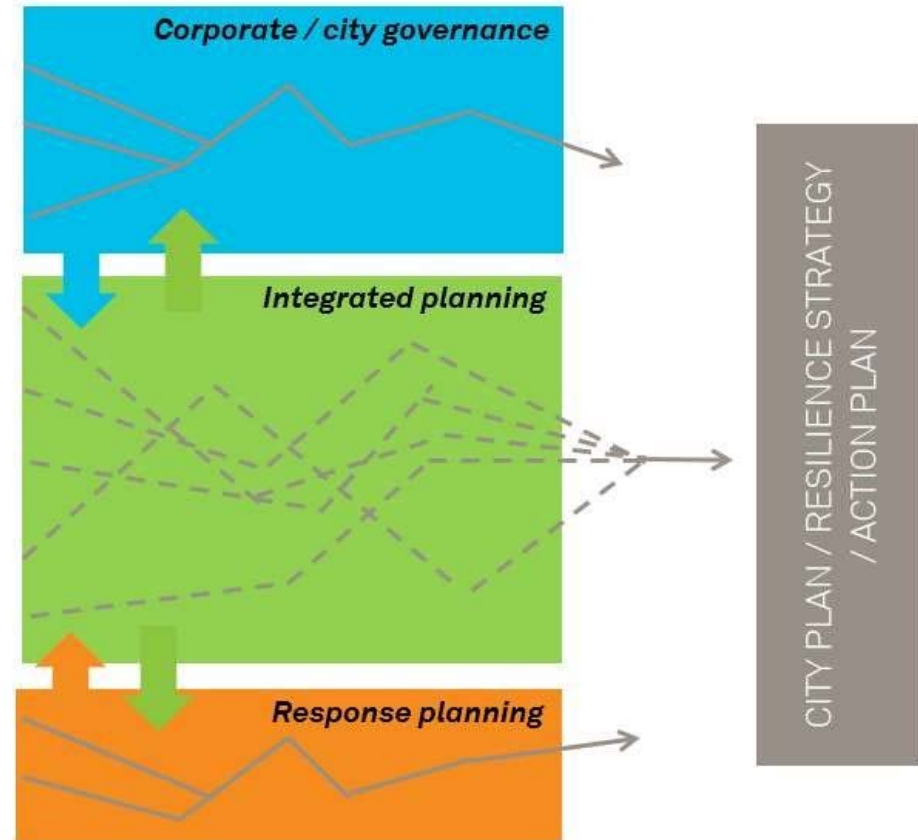 Corporate / city governance
Integrated planning
Response planning
CITY PLAN / RESILIENCE STRATEGY
/ ACTION PLAN